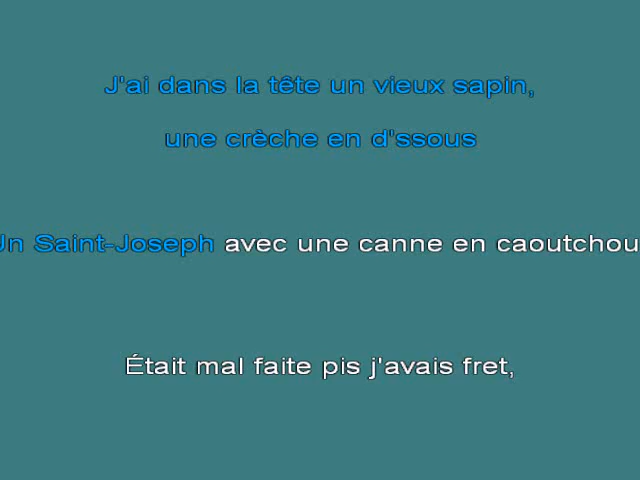 J'ai dans la tête un vieux sapin,
une crèche en d'ssous
Un Saint-Joseph avec une canne en caoutchou
Était mal faite pis j'avais fret,